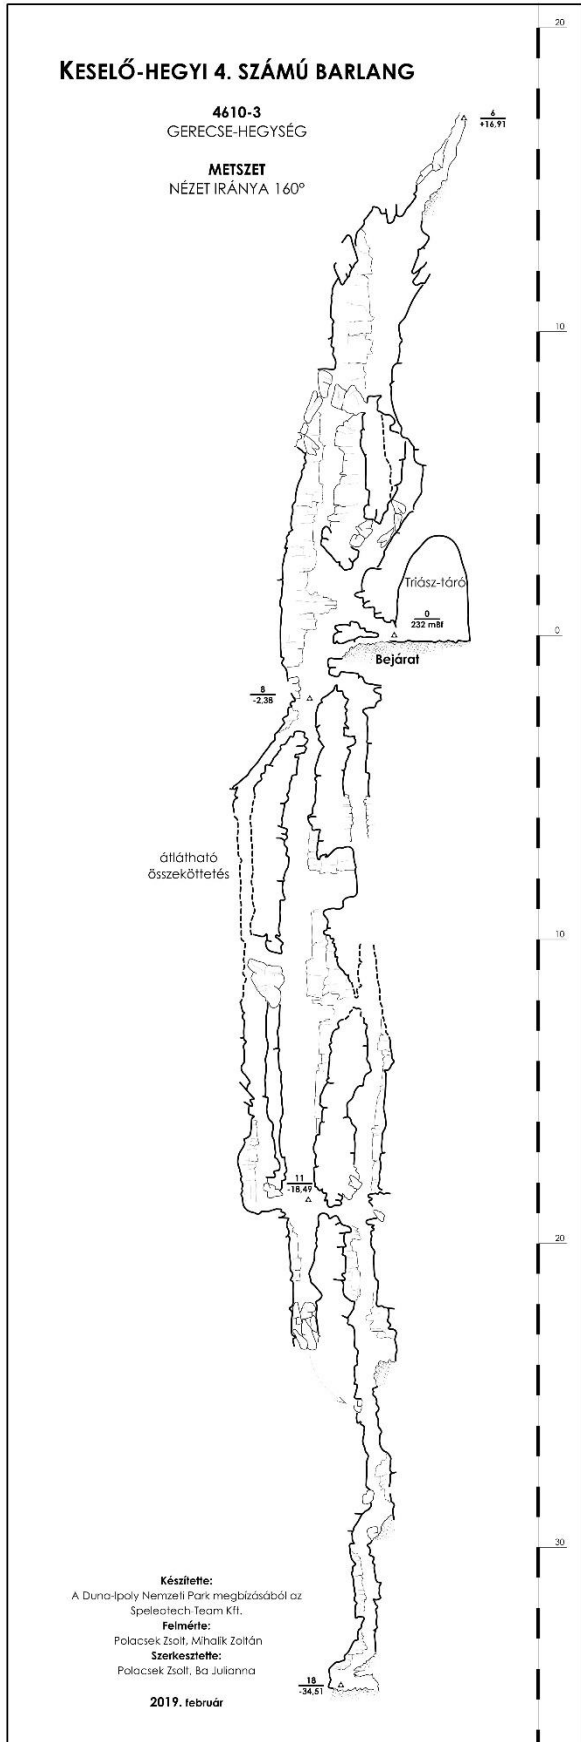 20
KESELŐ-HEGYI 4. SZÁMÚ BARLANG
4610-3
GERECSE-HEGYSÉG
METSZET
NÉZET IRÁNYA 160°
6
+16,91
10
Triász-táró
0
232 mBf
0
Bejárat
8
-2,38
átlátható
összeköttetés
10
11
-18,49
20
30
Készítette:
A Duna-Ipoly Nemzeti Park megbízásából az
Speleotech-Team Kft.
Felmérte:
Polacsek Zsolt, Mihalik Zoltán
Szerkesztette:
Polacsek Zsolt, Ba Julianna
2019. február
18
-34,51